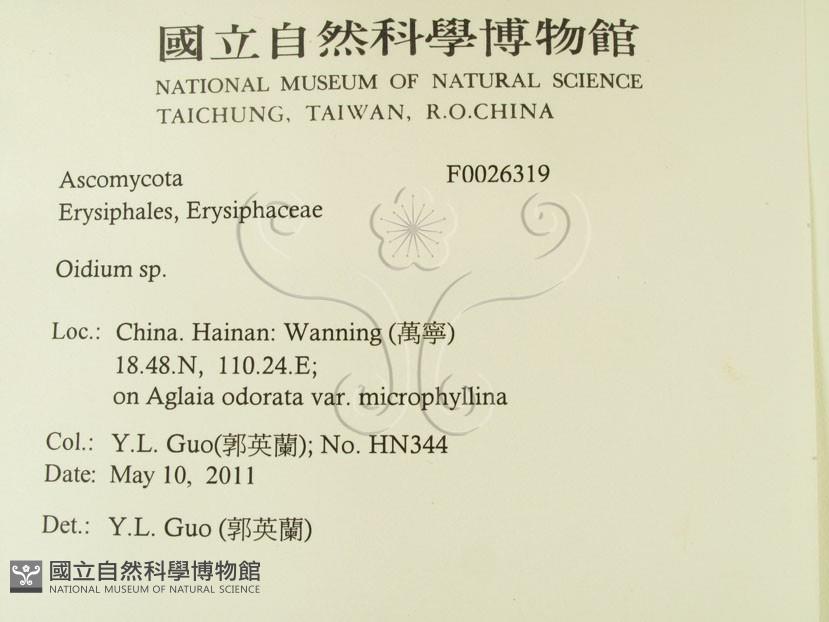 國立自然科學博物館
NATIONAL MUSEUM OF NATURAL SCIENCE
TAICHUNG, TAIWAN, R.O.CHINA
Ascomycota F0026319
Erysiphales, Erysiphaceae
Oidium sp.
Loc.: China. Hainan: Wanning (萬寧)
18.48.N, 110.24.E;
on Aglaia odorata var. microphyllina
Col.: Y.L. Guo(郭英蘭); No. HN344
Date: May 10, 2011
Det.: Y.L. Guo (郭英蘭)
國立自然科學博物館
NATIONAL MUSEUM OF NATURAL SCIENCE